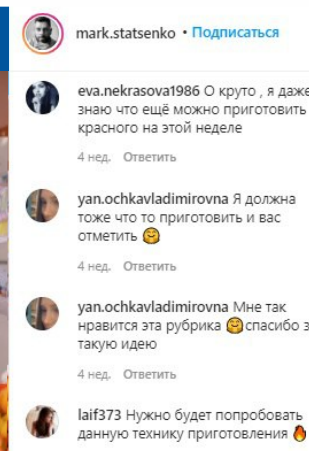 mark.statsenko • Подписаться
eva.nekrasova1986 О круто , я даже
знаю что ещё можно приготовить
красного на этой неделе
4 нед. Ответить
yan.ochkavladimirovna Я должна
тоже что то приготовить и вас
отметить 🤗
4 нед. Ответить
yan.ochkavladimirovna Мне так
нравится эта рубрика 🤗спасибо з
такую идею
4 нед. Ответить
laif373 Нужно будет попробовать
данную технику приготовления 🔥